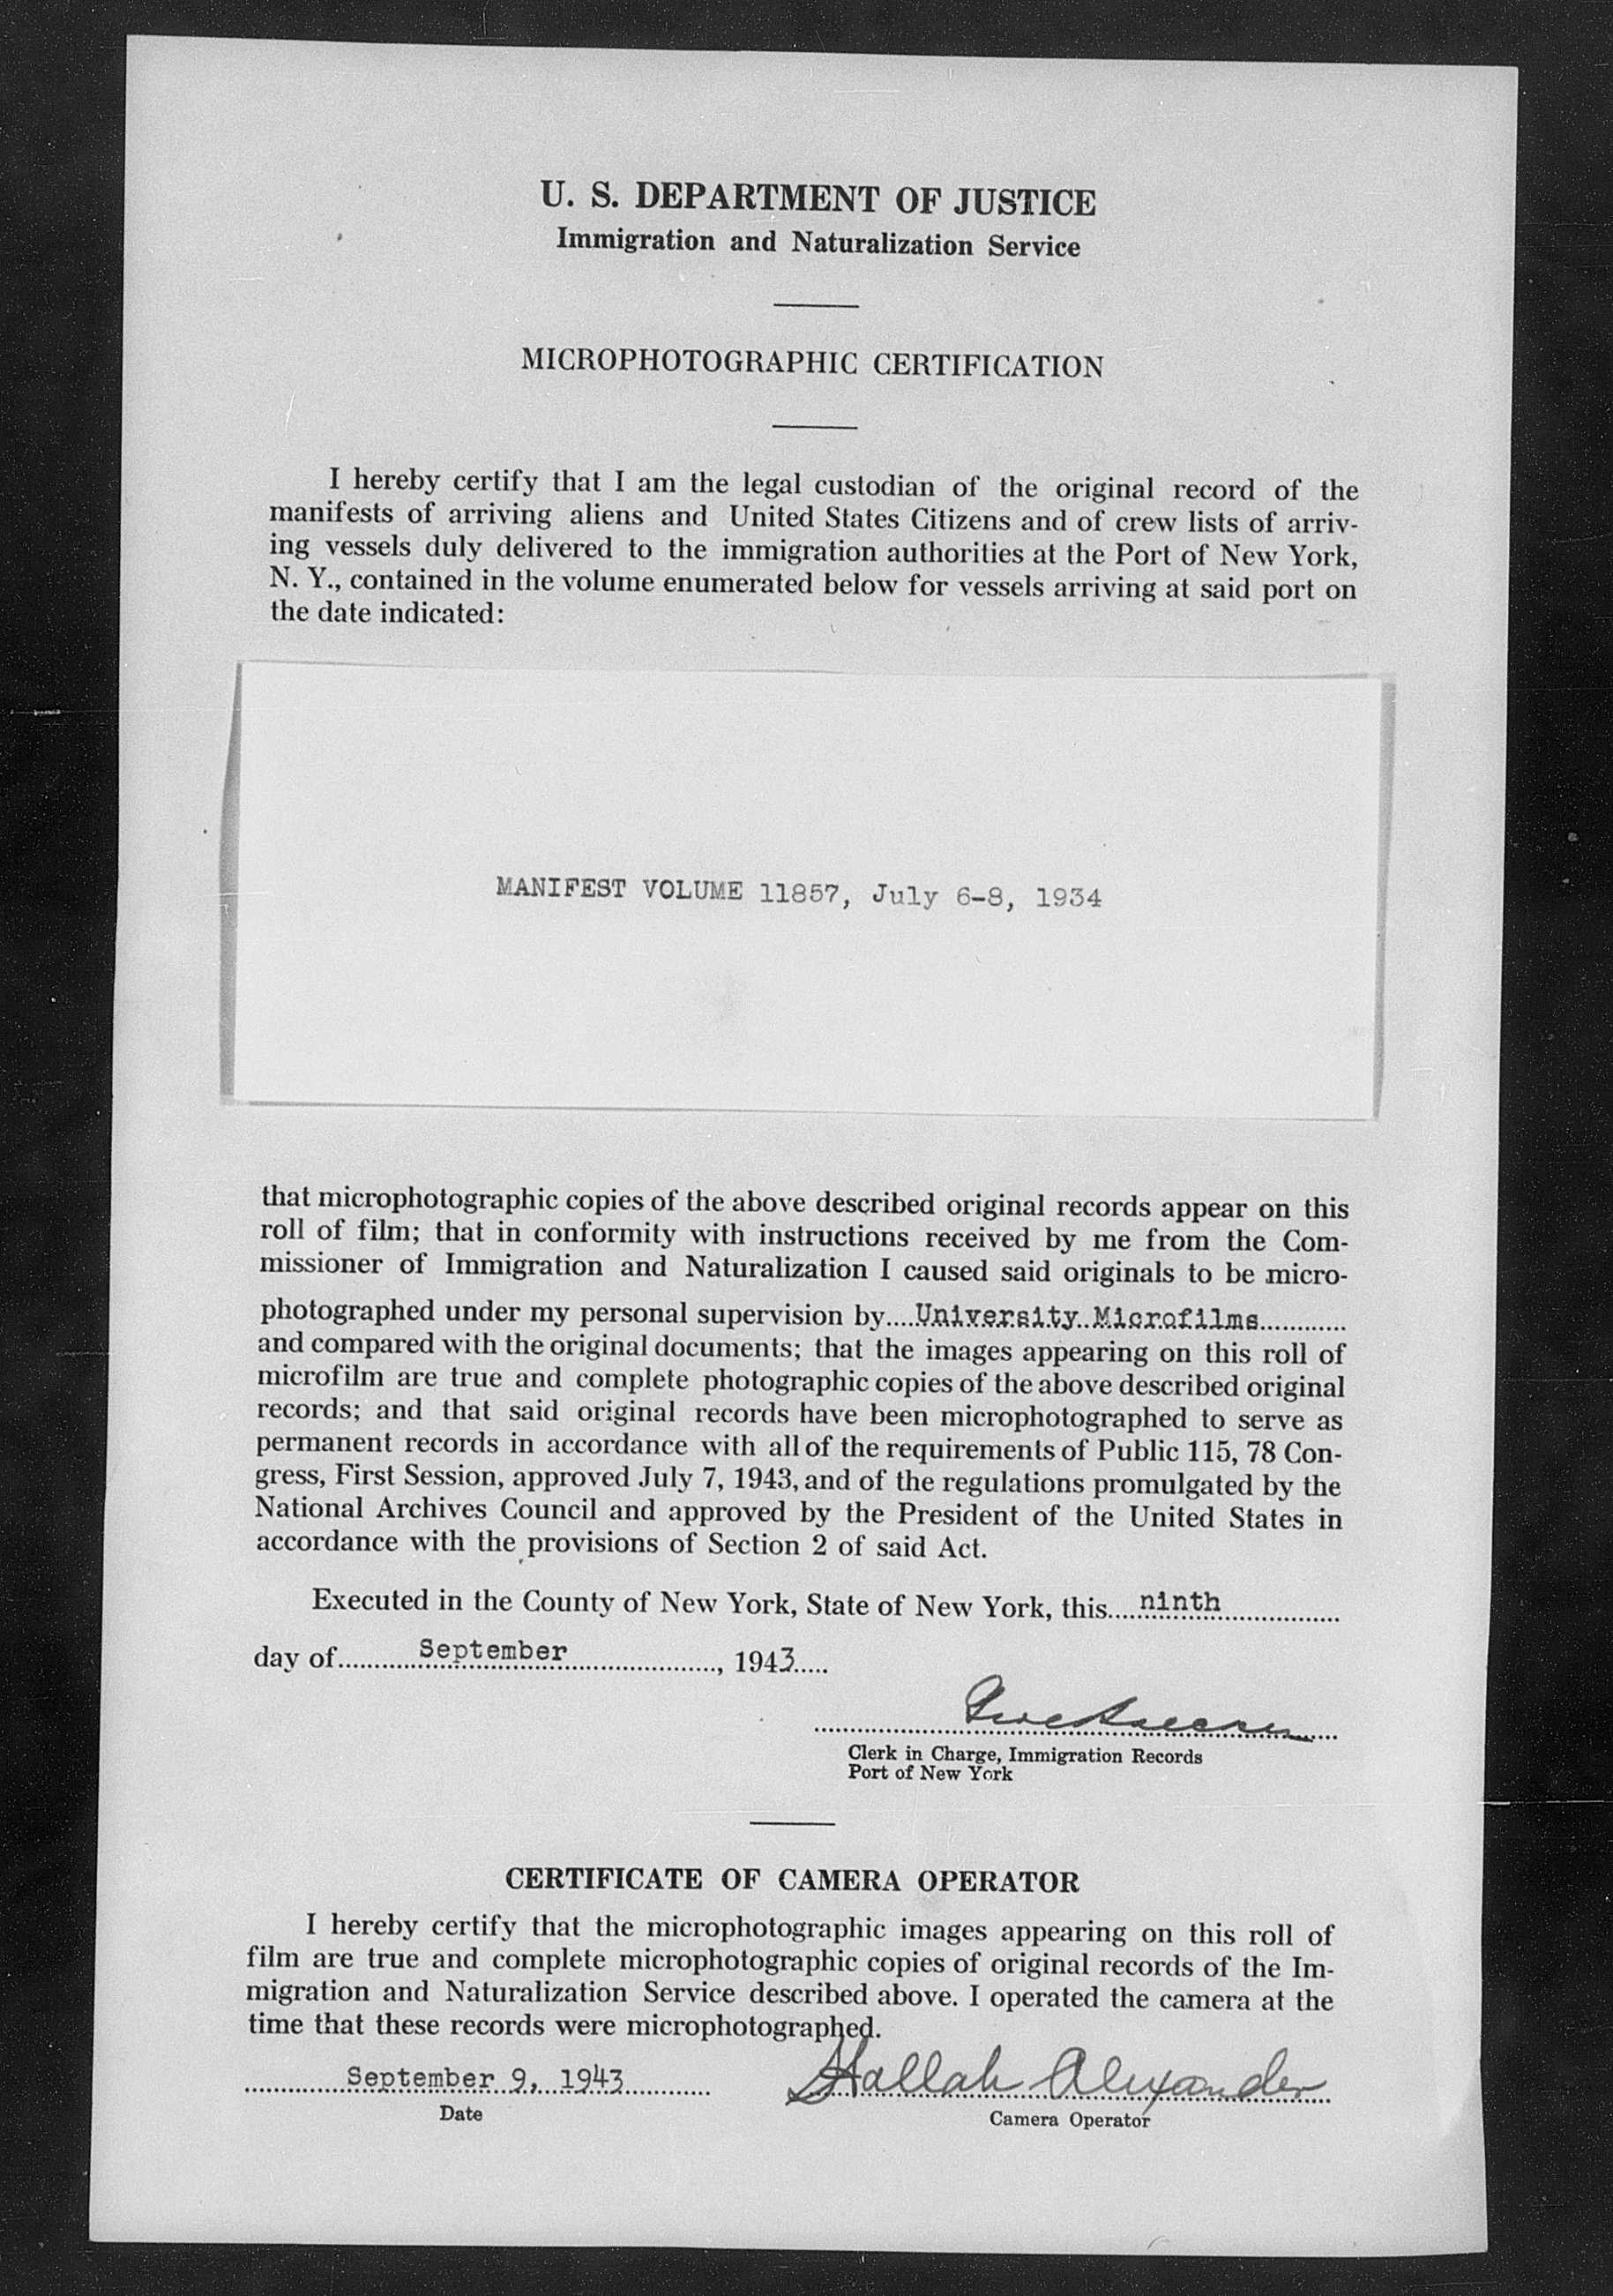 U. S. DEPARTMENT OF JUSTICE
Immigration and Naturalization Service
MICROPHOTOGRAPHIC CERTIFICATION
I hereby certify that I am the legal custodian of the original record of the
manifests of arriving aliens and United States Citizens and of crew lists of arriv-
ing vessels duly delivered to the immigration authorities at the Port of New York,
N. Y., contained in the volume enumerated below for vessels arriving at said port on
the date indicated:
MANIFEST VOLUME 11857, July 6-8, 1934
that microphotographic copies of the above described original records appear on this
roll of film; that in conformity with instructions received by me from the Com-
missioner of Immigration and Naturalization I caused said originals to be micro-
photographed under my personal supervision by....University Microfilms............
and compared with the original documents; that the images appearing on this roll of
microfilm are true and complete photographic copies of the above described original
records; and that said original records have been microphotographed to serve as
permanent records in accordance with all of the requirements of Public 115, 78 Con-
gress, First Session, approved July 7, 1943, and of the regulations promulgated by the
National Archives Council and approved by the President of the United States in
accordance with the provisions of Section 2 of said Act.
Executed in the County of New York, State of New York, this....ninth................
day of............September........................, 1943.....
Clerk in Charge, Immigration Records
Port of New York
CERTIFICATE OF CAMERA OPERATOR
I hereby certify that the microphotographic images appearing on this roll of
film are true and complete microphotographic copies of original records of the Im-
migration and Naturalization Service described above. I operated the camera at the
time that these records were microphotographed.
September 9, 1943 Hallah Alexander
Date Camera Operator